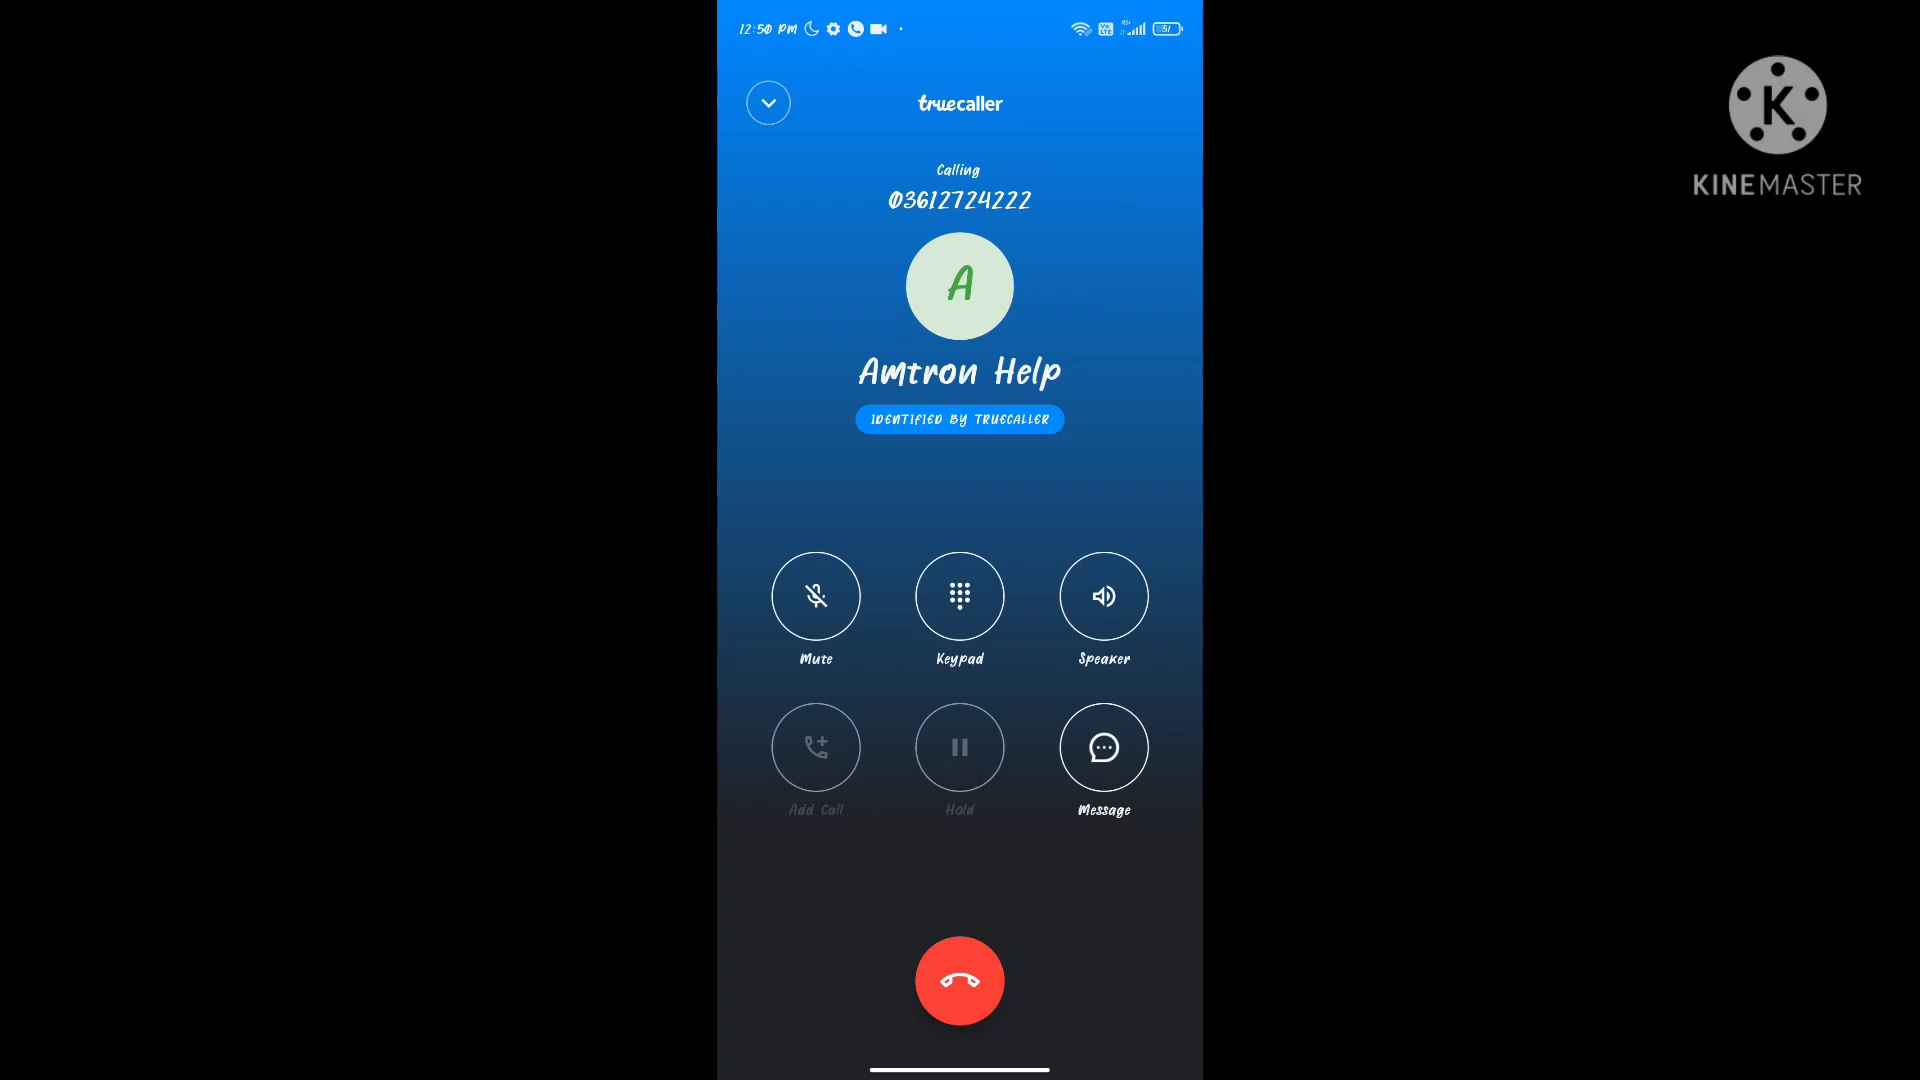 12:50 PM
truecaller
Calling
03612724222
A
Amtron Help
IDENTIFIED BY TRUECALLER
Mute Keypad Speaker
Add Call Hold Message
K
KINEMASTER